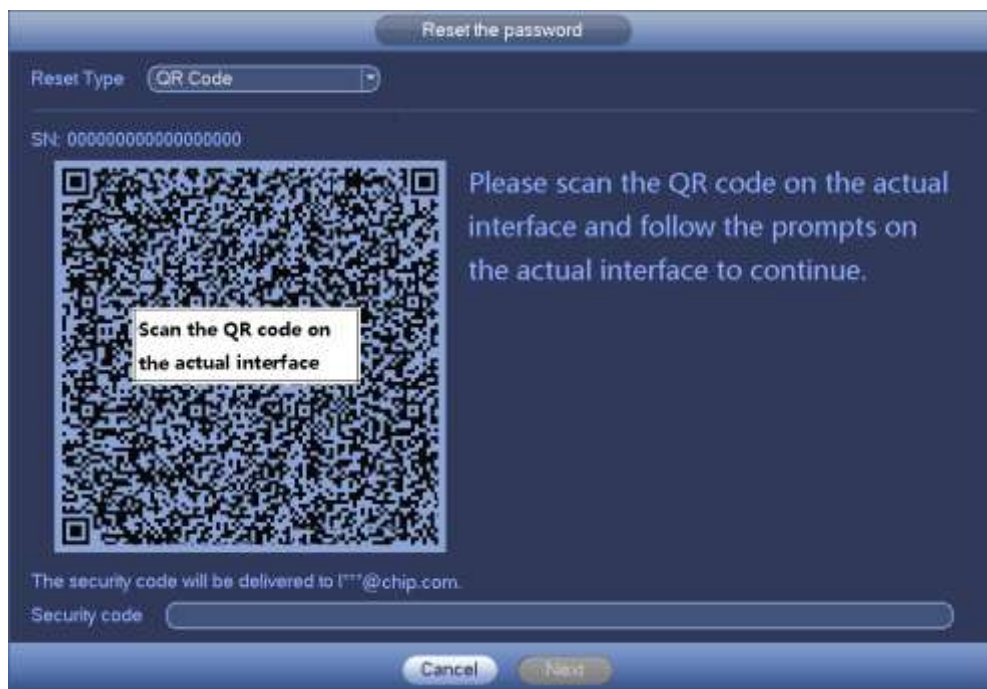 Reset the password
Reset Type QR Code
SN: 000000000000000000
Please scan the QR code on the actual
interface and follow the prompts on
the actual interface to continue.
Scan the QR code on
the actual interface
The security code will be delivered to l***@chip.com.
Security code
Cancel Next